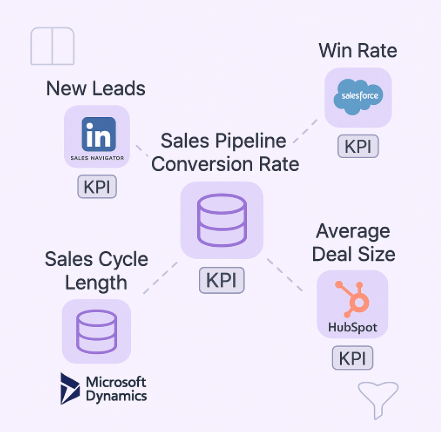 Win Rate
salesforce
KPI
New Leads
in
SALES NAVIGATOR
KPI
Sales Pipeline
Conversion Rate
KPI
Sales Cycle
Length
Microsoft
Dynamics
Average
Deal Size
HubSpot
KPI